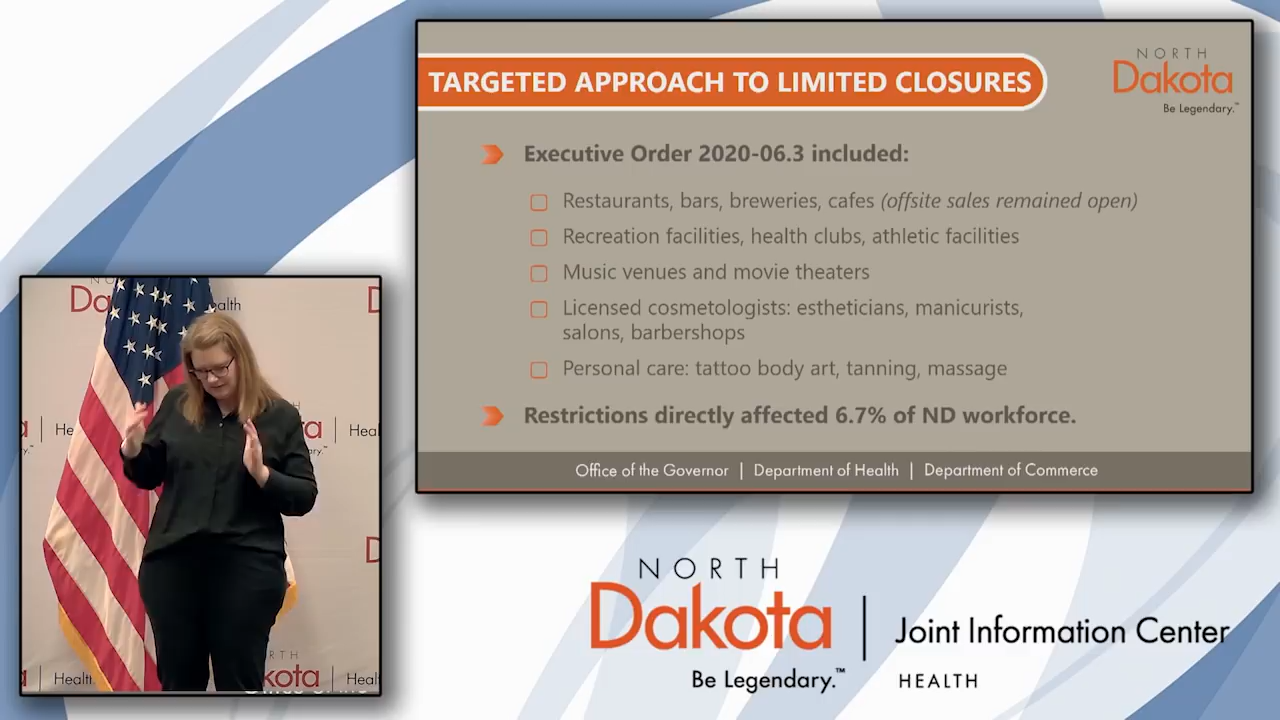 TARGETED APPROACH TO LIMITED CLOSURES
NORTH
Dakota
Be Legendary.™
Executive Order 2020-06.3 included:
Restaurants, bars, breweries, cafes (offsite sales remained open)
Recreation facilities, health clubs, athletic facilities
Music venues and movie theaters
Licensed cosmetologists: estheticians, manicurists,
salons, barbershops
Personal care: tattoo body art, tanning, massage
Restrictions directly affected 6.7% of ND workforce.
Office of the Governor | Department of Health | Department of Commerce
NORTH
Dakota
Be Legendary.™
Joint Information Center
HEALTH